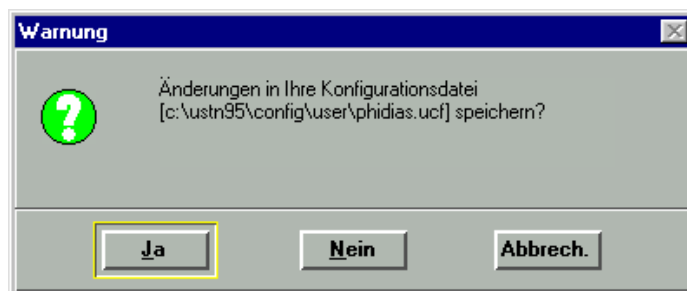 Warnung
Änderungen in Ihre Konfigurationsdatei
[c:\ustn95\config\user\phidias.ucf] speichern?
Ja Nein Abbrech.